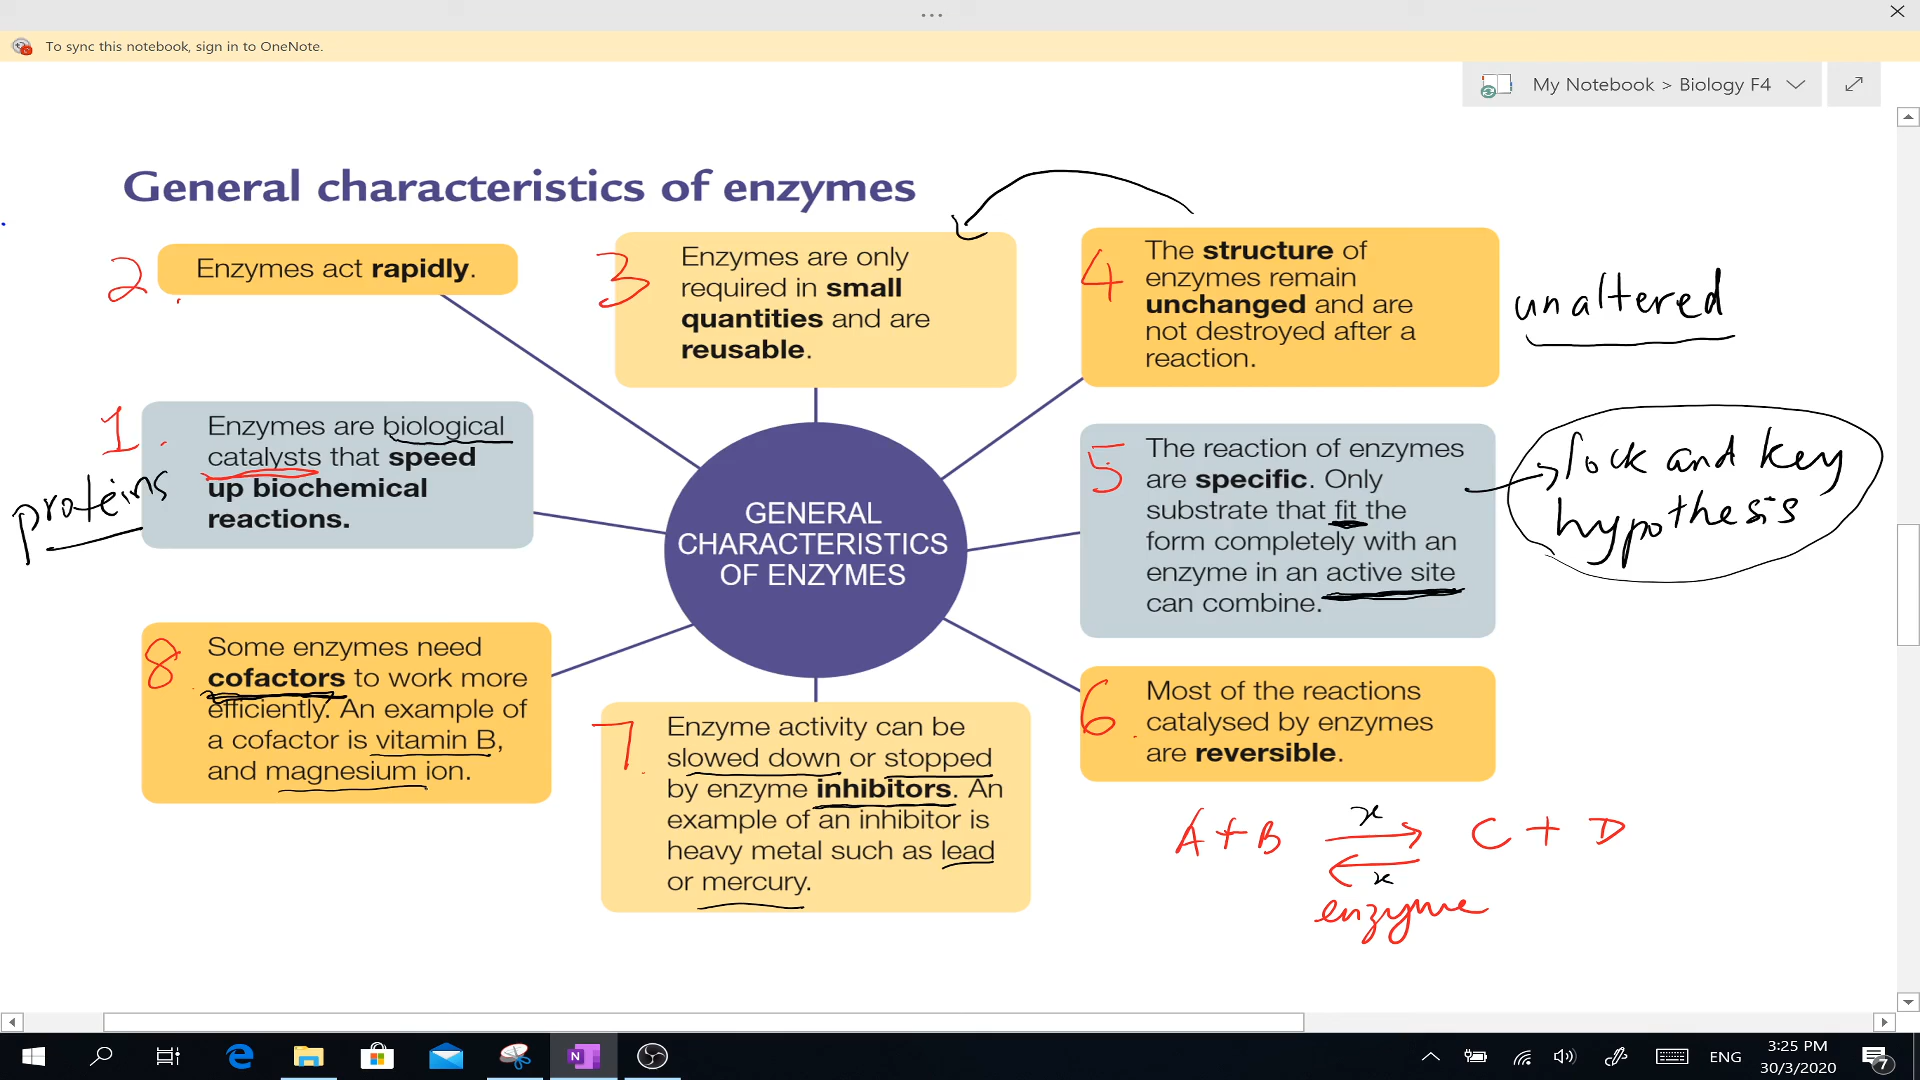 To sync this notebook, sign in to OneNote.
My Notebook > Biology F4
General characteristics of enzymes
2.
Enzymes act rapidly.
3
Enzymes are only
required in small
quantities and are
reusable.
4
The structure of
enzymes remain
unchanged and are
not destroyed after a
reaction.
unaltered
1.
proteins
Enzymes are biological
catalysts that speed
up biochemical
reactions.
GENERAL
CHARACTERISTICS
OF ENZYMES
5
The reaction of enzymes
are specific. Only
substrate that fit the
form completely with an
enzyme in an active site
can combine.
lock and key
hypothesis
8.
Some enzymes need
cofactors to work more
efficiently. An example of
a cofactor is vitamin B,
and magnesium ion.
7.
Enzyme activity can be
slowed down or stopped
by enzyme inhibitors. An
example of an inhibitor is
heavy metal such as lead
or mercury.
6.
Most of the reactions
catalysed by enzymes
are reversible.
x
A + B ⇌ C + D
x
enzyme
ENG
3:25 PM
30/3/2020
7